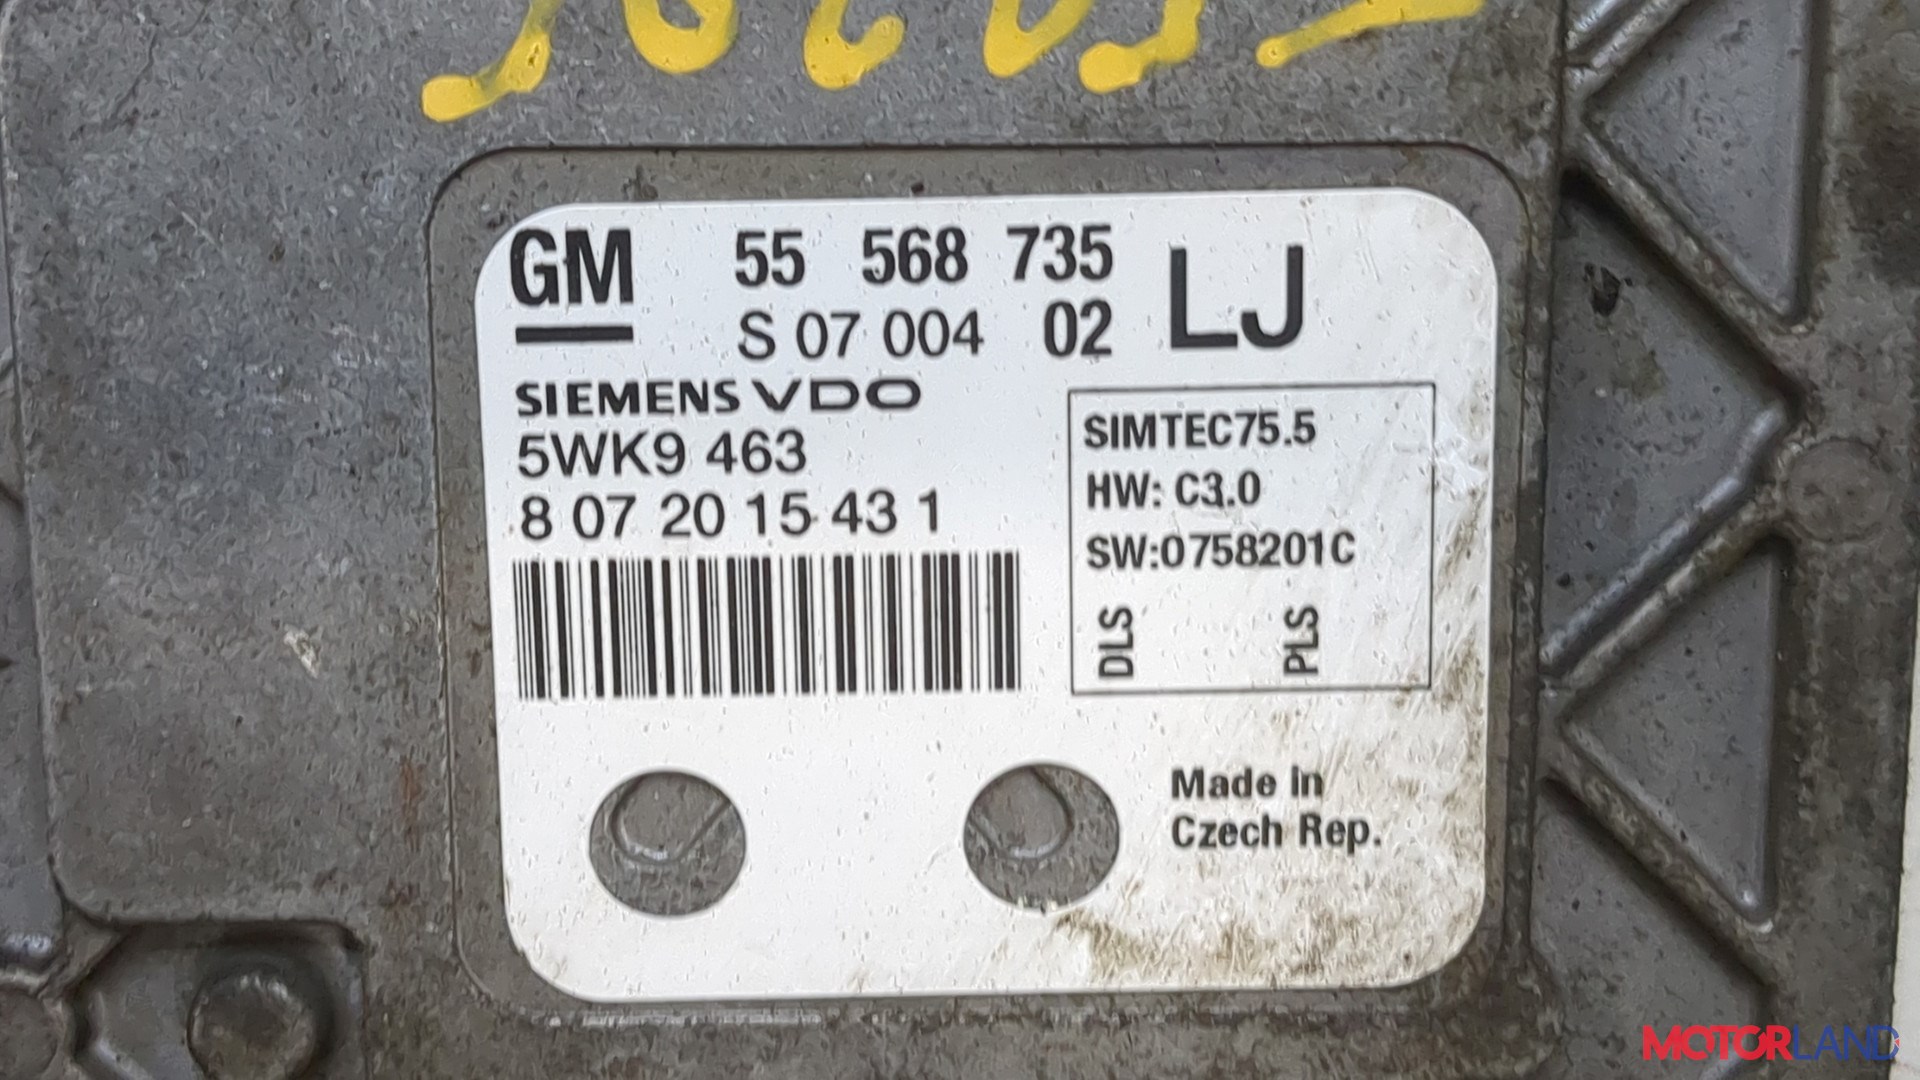 GM 55 568 735 LJ
S 07 004 02
SIEMENS VDO
5WK9 463
8 07 20 15 43 1
SIMTEC75.5
HW: C3.0
SW:0758201C
DLS PLS
Made in
Czech Rep.
MOTORLAND